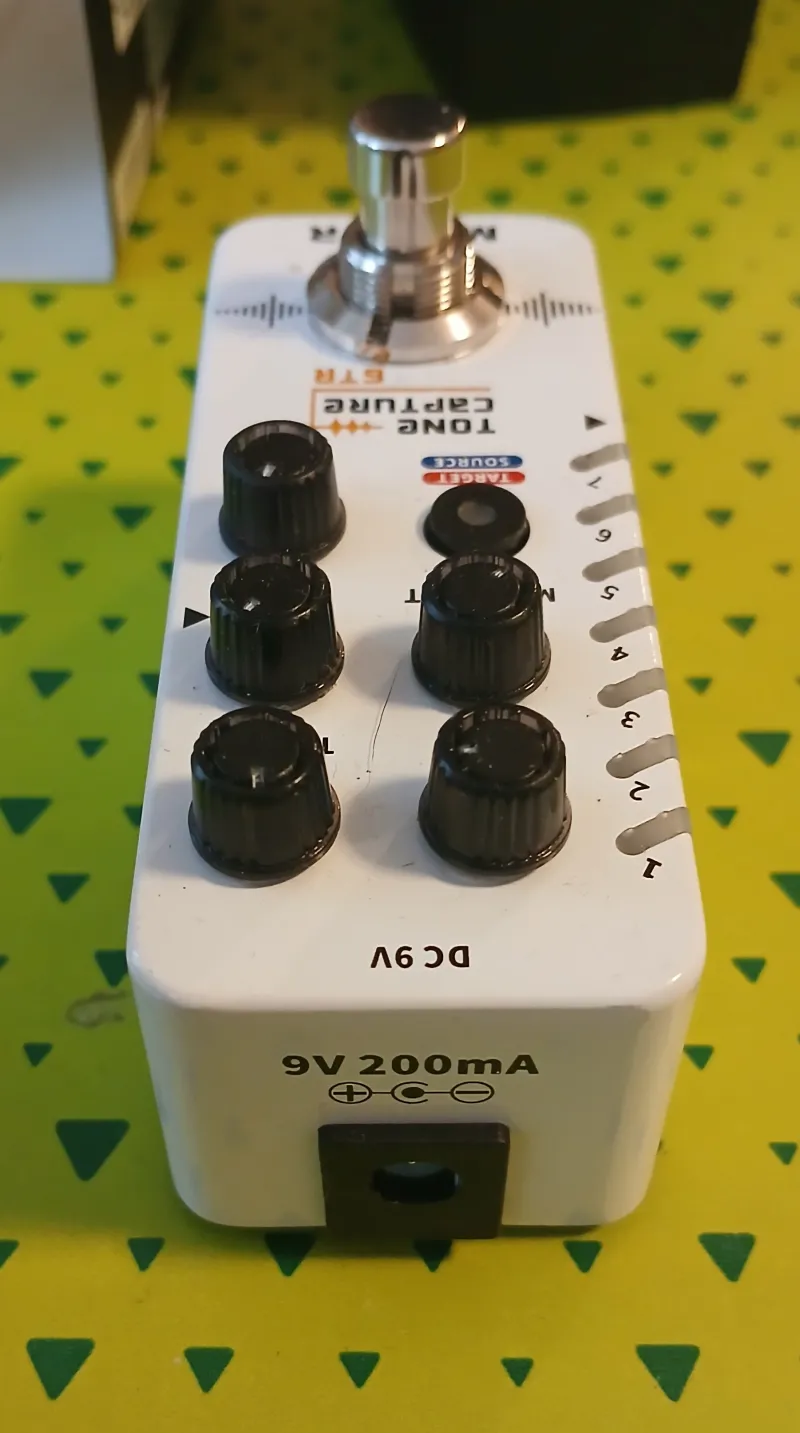 TONE
CAPTURE
GTR
TARGET
SOURCE
7
6
5
4
3
2
1
DC 9V
9V 200mA